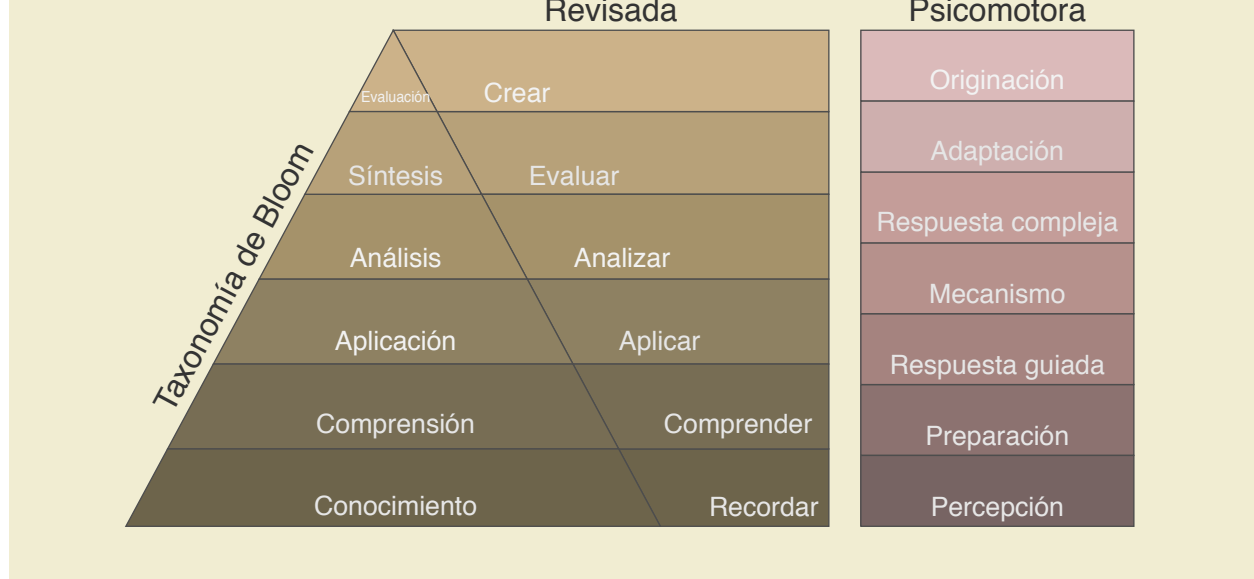 Revisada
Psicomotora
Taxonomía de Bloom
Evaluación
Crear
Originación
Síntesis
Evaluar
Adaptación
Análisis
Analizar
Respuesta compleja
Aplicación
Aplicar
Mecanismo
Respuesta guiada
Comprensión
Comprender
Preparación
Conocimiento
Recordar
Percepción